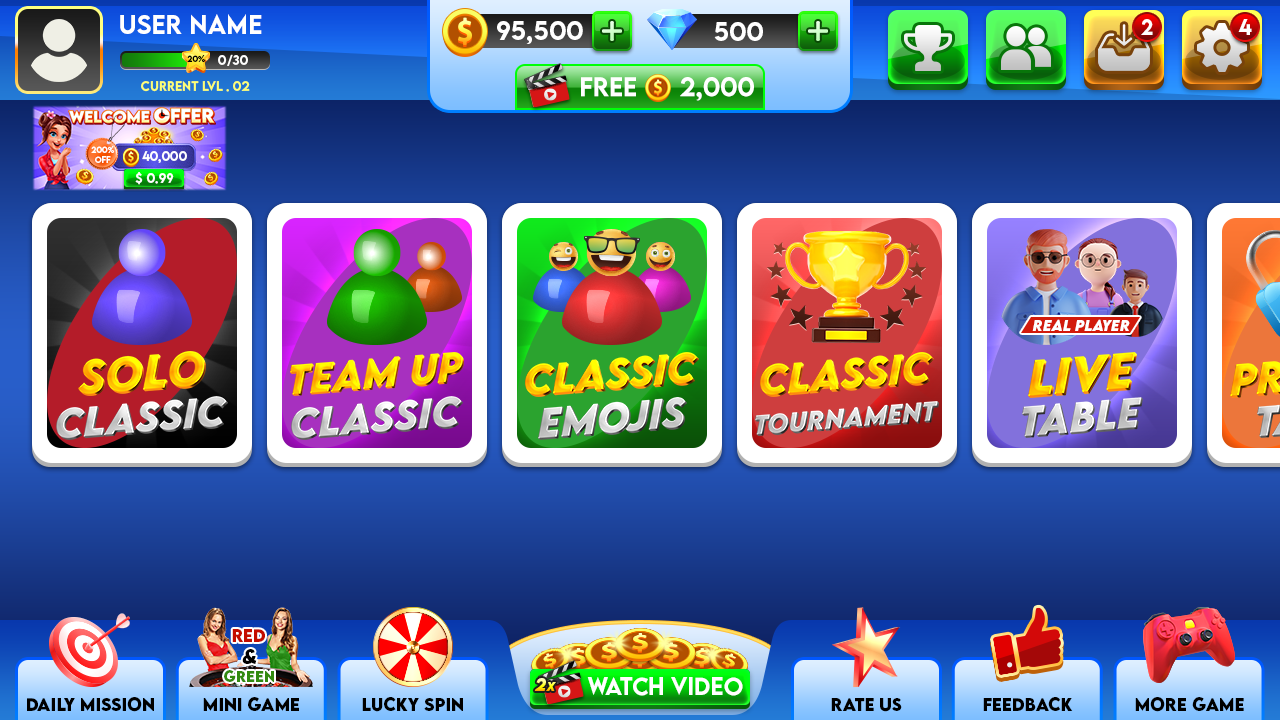 USER NAME
20%
0/30
CURRENT LVL . 02
95,500
500
FREE $ 2,000
2
4
WELCOME OFFER
200%
OFF
$ 40,000
$ 0.99
SOLO
CLASSIC
TEAM UP
CLASSIC
CLASSIC
EMOJIS
CLASSIC
TOURNAMENT
REAL PLAYER
LIVE
TABLE
PR
TA
DAILY MISSION
RED
&
GREEN
MINI GAME
LUCKY SPIN
2x WATCH VIDEO
RATE US
FEEDBACK
MORE GAME